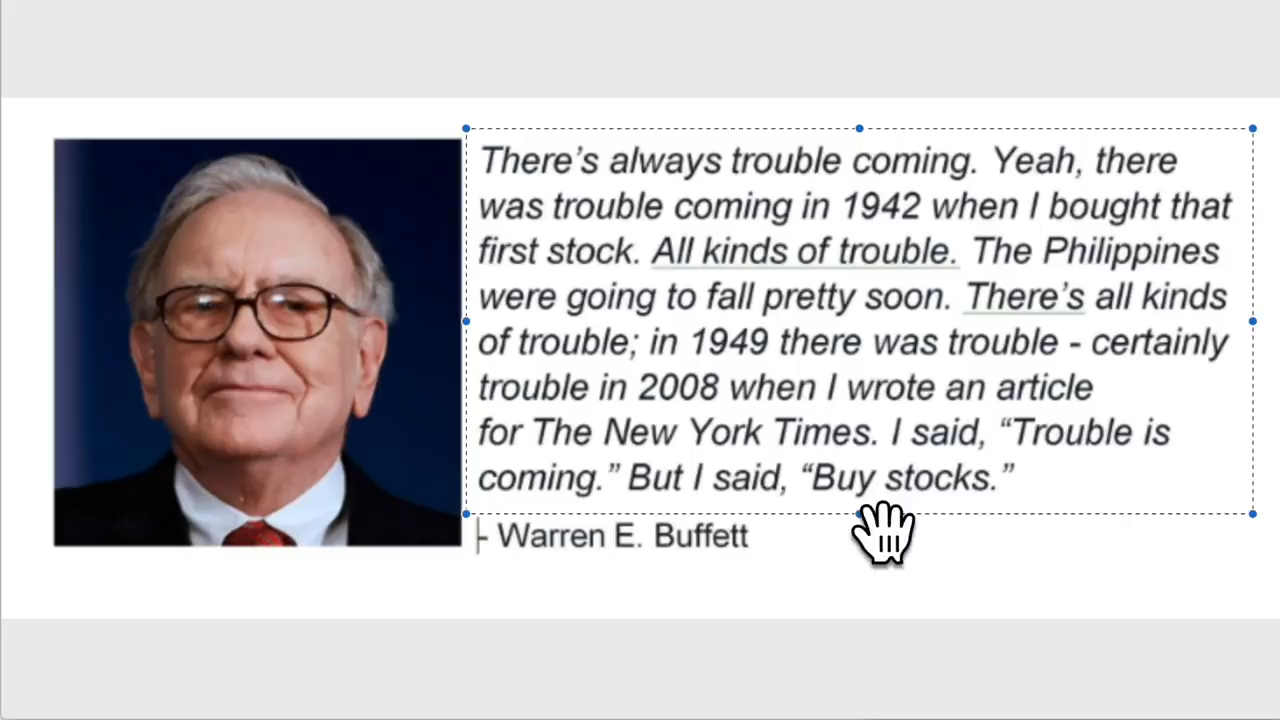 There’s always trouble coming. Yeah, there
was trouble coming in 1942 when I bought that
first stock. All kinds of trouble. The Philippines
were going to fall pretty soon. There’s all kinds
of trouble; in 1949 there was trouble - certainly
trouble in 2008 when I wrote an article
for The New York Times. I said, “Trouble is
coming.” But I said, “Buy stocks.”
- Warren E. Buffett